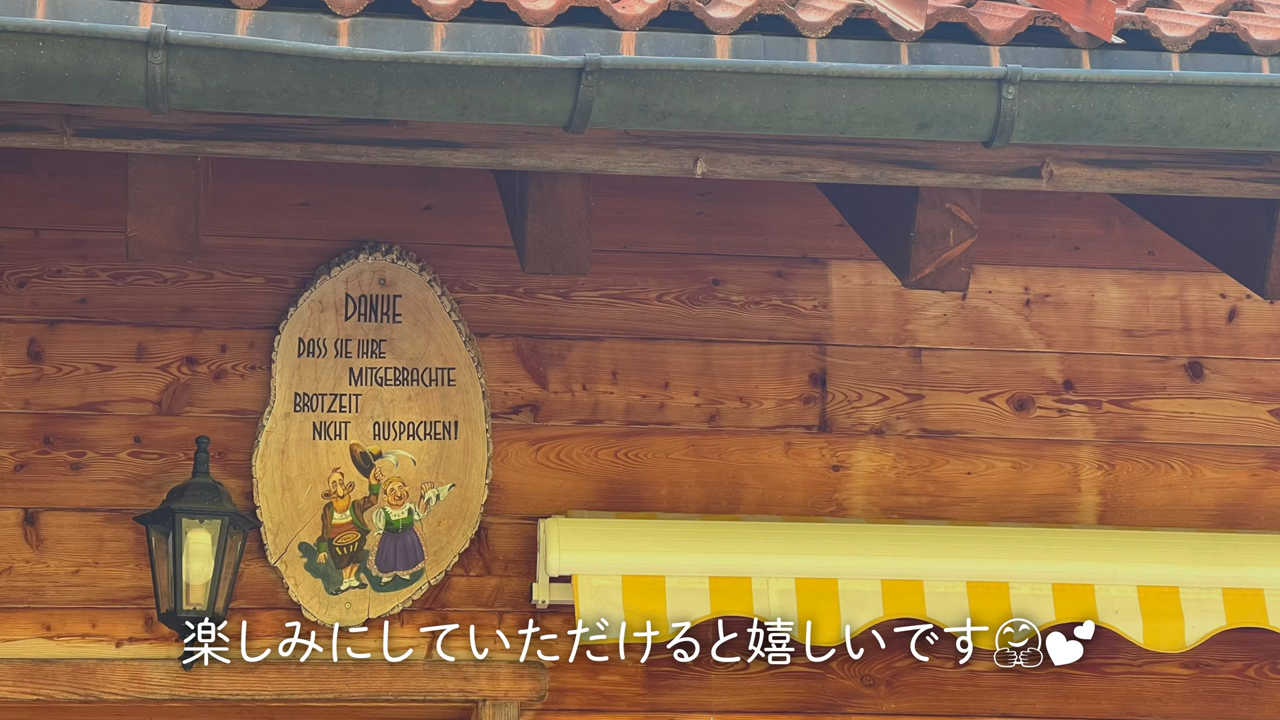 DANKE
DASS SIE IHRE
MITGEBRACHTE
BROTZEIT
NICHT AUSPACKEN!
楽しみにしていただけると嬉しいです🤗💕